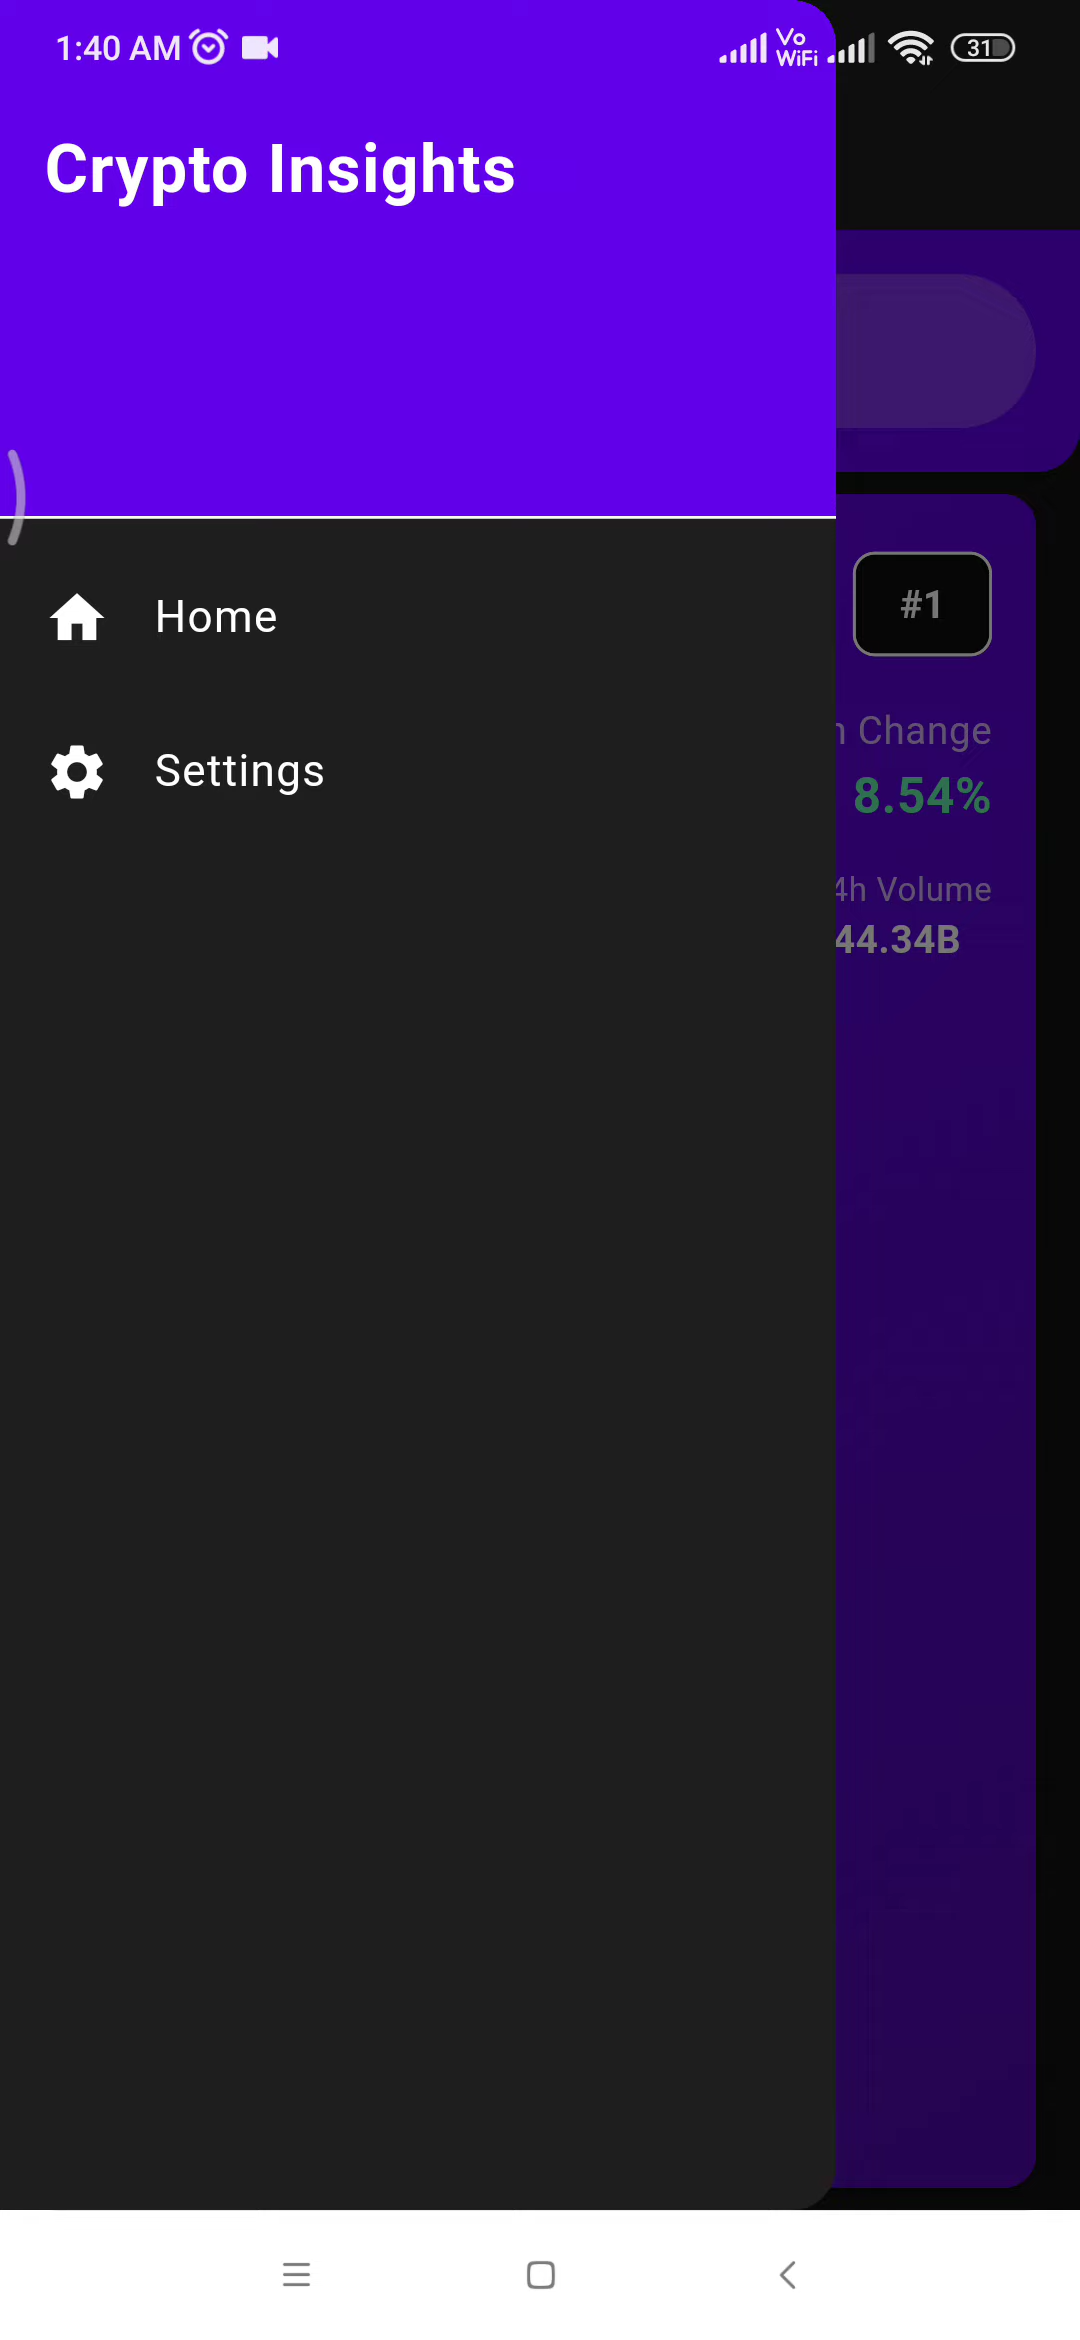 1:40 AM Vo WiFi 31
Crypto Insights
#1
Home
Change
Settings
8.54%
4h Volume
44.34B